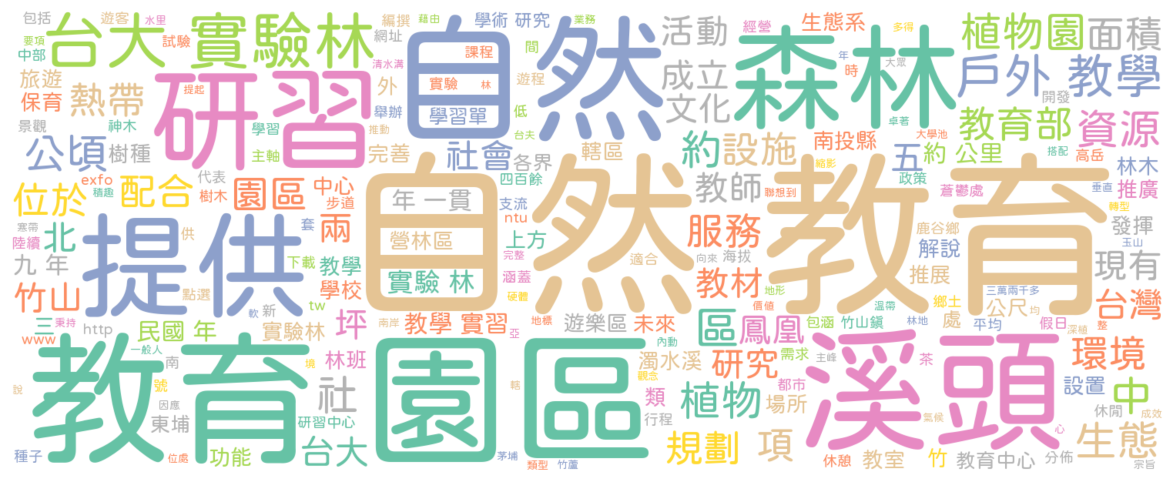 包括 遊客 水里 編撰 藉由 學術 研究 業務 生態系 植物園 面積
要項 台大 實驗林 網址 自然 間 課程 活動 森林 經營 年 多得
中部 試驗 清水溝 實驗 林 遊程 成立 時 大眾 戶外 教學
旅遊 研習 提起 外 舉辦 學習單 低 文化 開發
保育 熱帶 神木 學習 推動 台夫 卓著 大學池 教育部 資源
景觀 樹種 主軸 完善 社會 各界 轄區 約 設施 南投縣 五 約 公里 搭配 高岳
公頃 代表 四百餘 縮影 政策 林木
exfo 積趣 樹木 園區 中心 步道 年 一貫 支流 自然 教育 教師 聯想到 蒼鬱處 垂直 推廣
位於 配合 寒帶 兩 ntu 服務 轉型 發揮
陸續 北 提供 供 套 營林區 上方 完整 適合 向來 海拔 鹿谷鄉 解說 玉山
九 年 點選 下載 教學 實驗 林 涵蓋 硬體 教材 地形 推展 現有
竹山 學校 tw 價值 溫帶 三萬兩千多 鄉土 公尺 均 台灣
三 秉持 http 民國 年 軟 新 實驗林 坪 南岸 教學 實習 亞 地標 遊樂區 未來 區 鳳凰 包涵 竹山鎮 處 林地 平均 假日 深植 整
www 一般人 南 教育 園區 境 林班 內動 濁水溪 研究 需求 主峰 溪頭 茶 環境
說 號 社 轄 觀念 類 都市 設置 中
因應 東埔 研習中心 行程 植物 場所 氣候 休閒 成效
種子 位處 功能 台大 茅埔 類型 竹蘆 規劃 項 休憩 教室 竹 心 教育中心 分佈 生態 宗旨